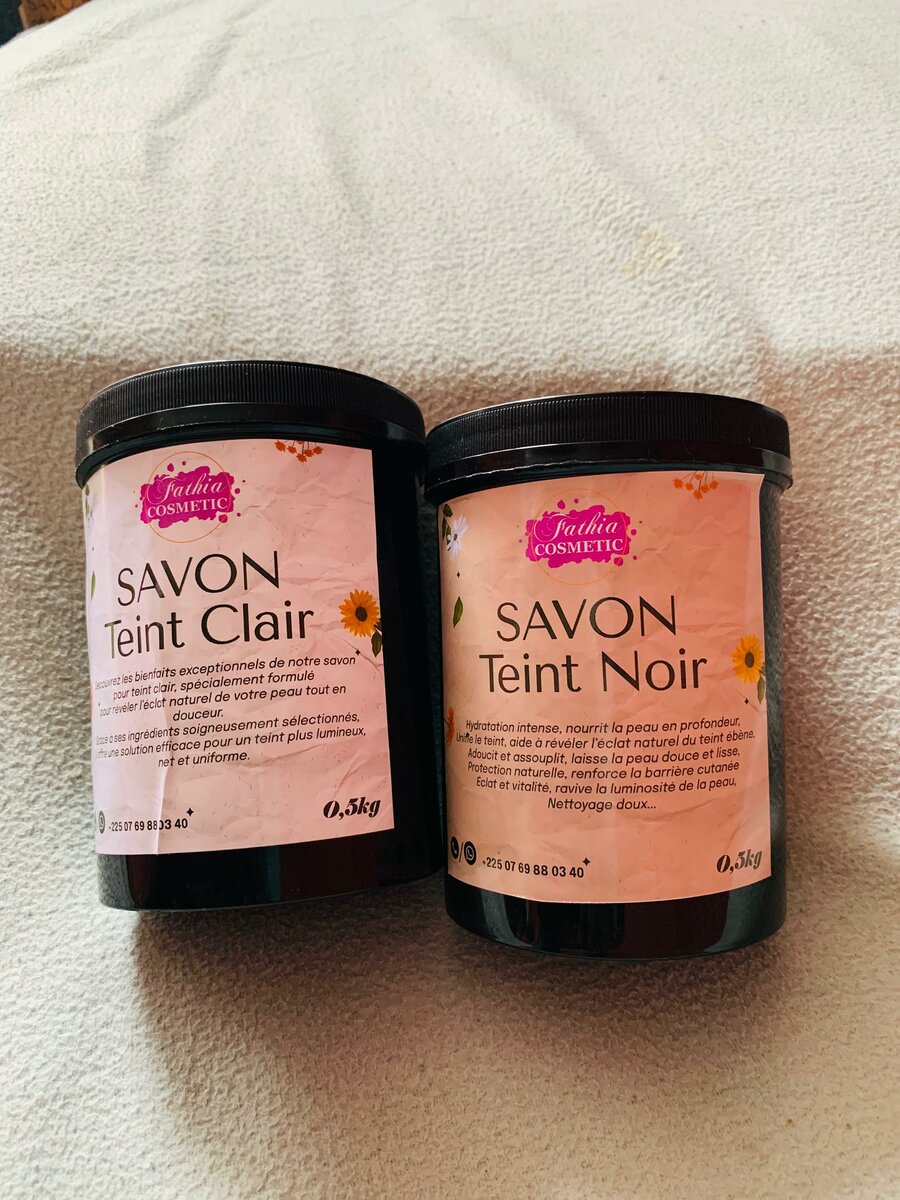 Fathia
COSMETIC
SAVON
Teint Clair
les bienfaits exceptionnels de notre savon
pour teint clair, spécialement formulé
pour révéler l'éclat naturel de votre peau tout en
douceur.
a ses ingrédients soigneusement sélectionnés,
une solution efficace pour un teint plus lumineux,
net et uniforme.
+225 07 69 88 03 40
0,5kg
Fathia
COSMETIC
SAVON
Teint Noir
Hydratation intense, nourrit la peau en profondeur,
Unifie le teint, aide à révéler l'éclat naturel du teint ébène.
Adoucit et assouplit, laisse la peau douce et lisse,
Protection naturelle, renforce la barrière cutanée
Éclat et vitalité, ravive la luminosité de la peau,
Nettoyage doux...
/ +225 07 69 88 03 40
0,5kg